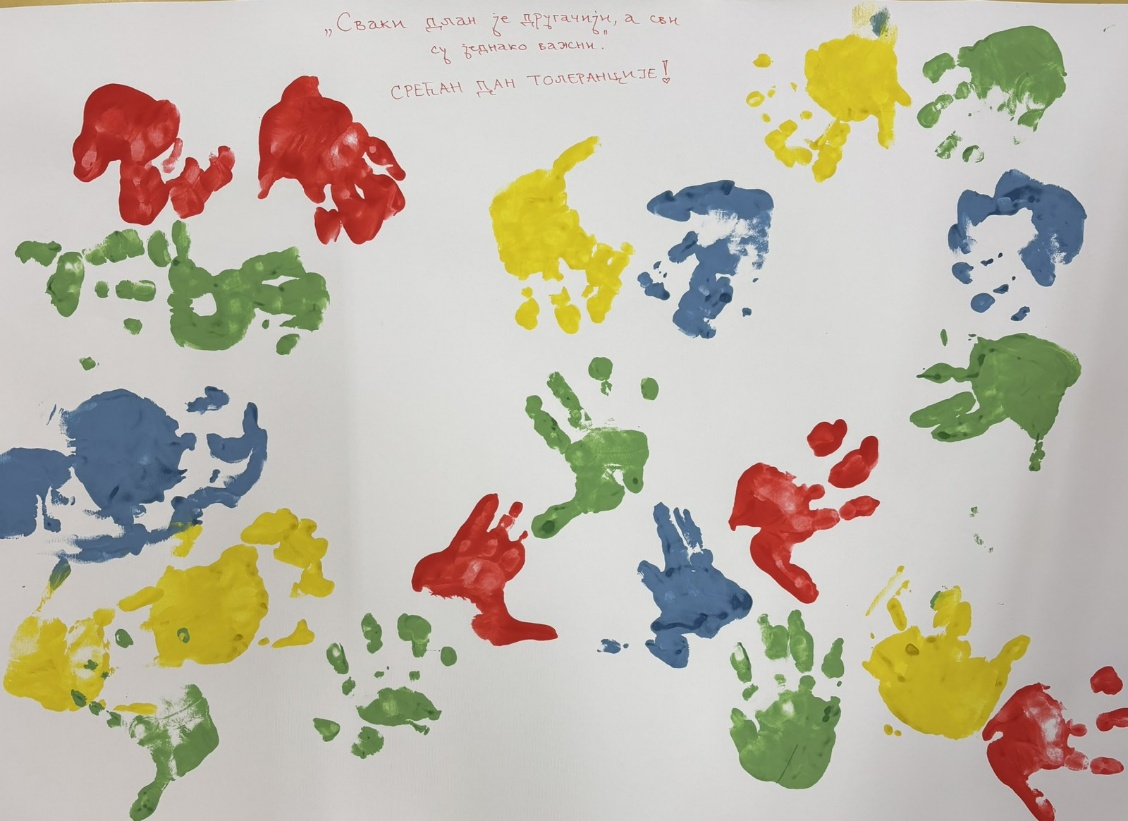 „Сваки длан је другачији, а сви
су једнако важни."
СРЕЋАН ДАН ТОЛЕРАНЦИЈЕ!